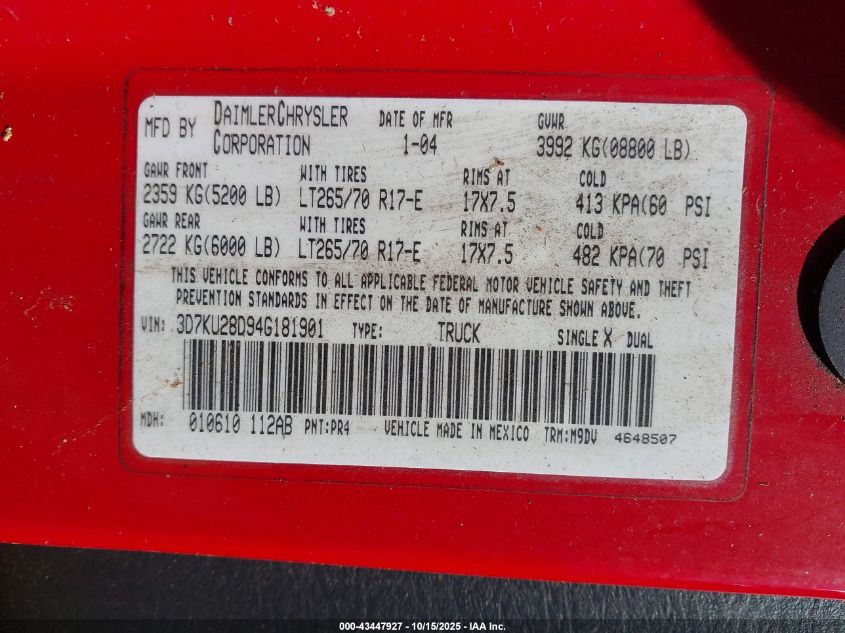 MFD BY DAIMLERCHRYSLER CORPORATION DATE OF MFR 1-04 GVWR 3992 KG(08800 LB)
GAWR FRONT WITH TIRES RIMS AT COLD
2359 KG(5200 LB) LT265/70 R17-E 17X7.5 413 KPA(60 PSI
GAWR REAR WITH TIRES RIMS AT COLD
2722 KG(6000 LB) LT265/70 R17-E 17X7.5 482 KPA(70 PSI
THIS VEHICLE CONFORMS TO ALL APPLICABLE FEDERAL MOTOR VEHICLE SAFETY AND THEFT
PREVENTION STANDARDS IN EFFECT ON THE DATE OF MANUFACTURE SHOWN ABOVE.
VIN: 3D7KU28D94G181901 TYPE: TRUCK SINGLE X DUAL
MDH: 010610 112AB PNT:PR4 VEHICLE MADE IN MEXICO TRM:M9DV 4648507
000-43447927 - 10/15/2025 - IAA Inc.